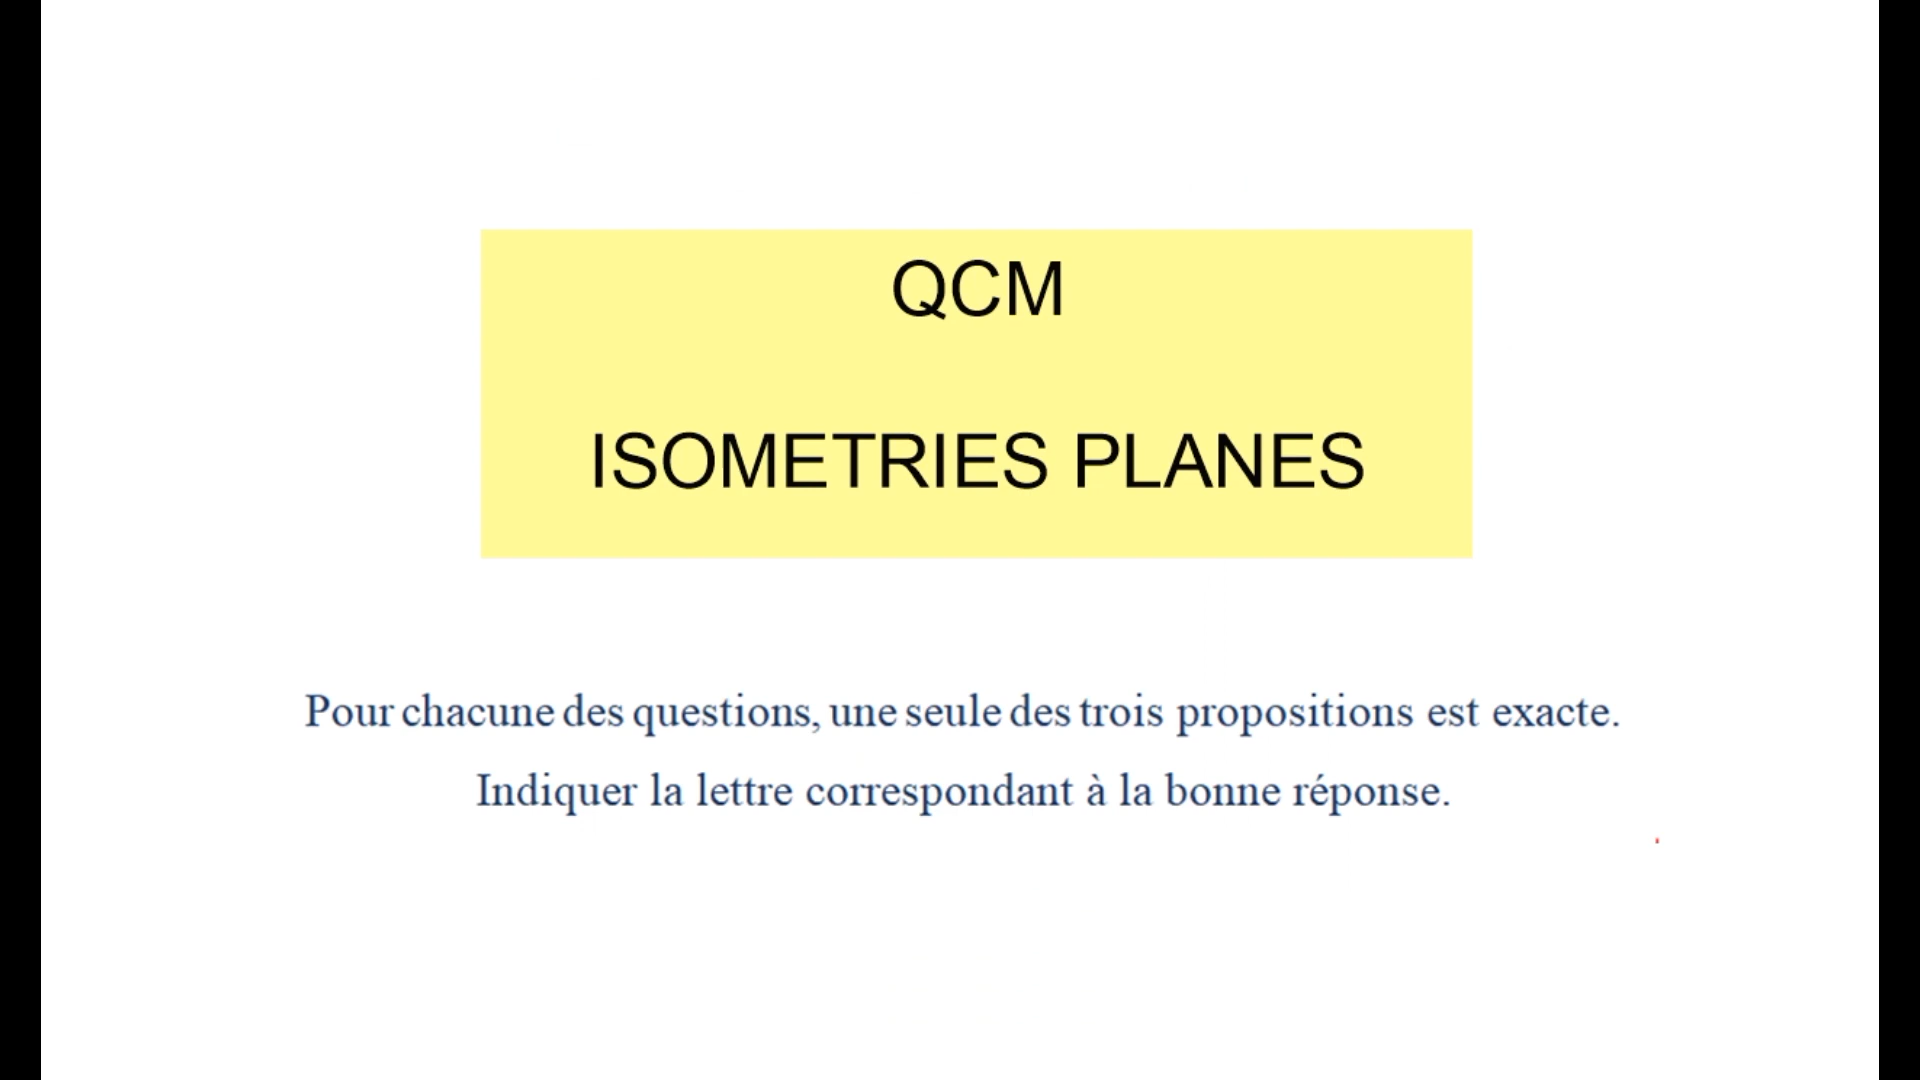 QCM
ISOMETRIES PLANES
Pour chacune des questions, une seule des trois propositions est exacte.
Indiquer la lettre correspondant à la bonne réponse.